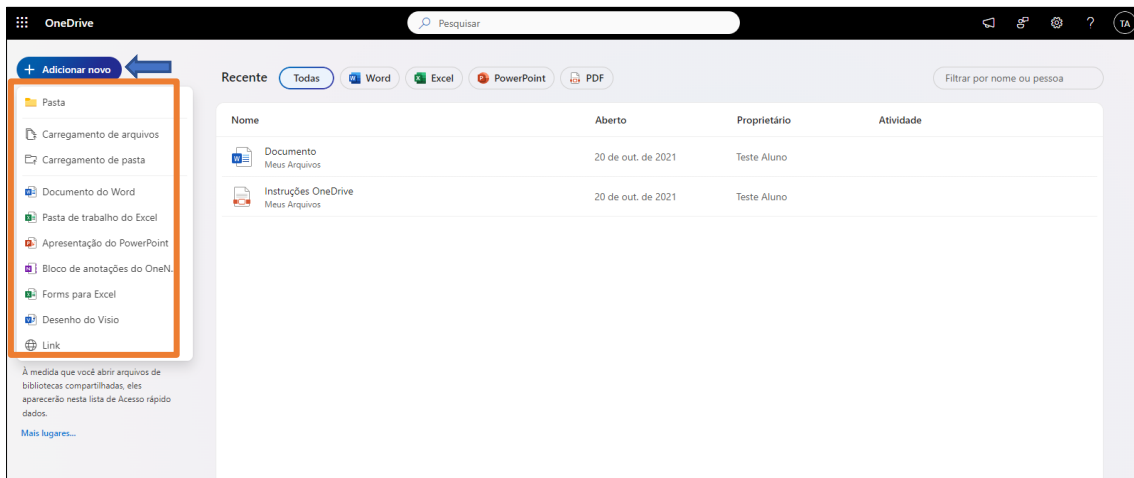 OneDrive
Pesquisar
TA
Adicionar novo
Pasta
Carregamento de arquivos
Carregamento de pasta
Documento do Word
Pasta de trabalho do Excel
Apresentação do PowerPoint
Bloco de anotações do OneN...
Forms para Excel
Desenho do Visio
Link
À medida que você abrir arquivos de
bibliotecas compartilhadas, eles
aparecerão nesta lista de Acesso rápido
dados.
Mais lugares...
Recente Todas Word Excel PowerPoint PDF Filtrar por nome ou pessoa
Nome Aberto Proprietário Atividade
Documento 20 de out. de 2021 Teste Aluno
Meus Arquivos
Instruções OneDrive 20 de out. de 2021 Teste Aluno
Meus Arquivos